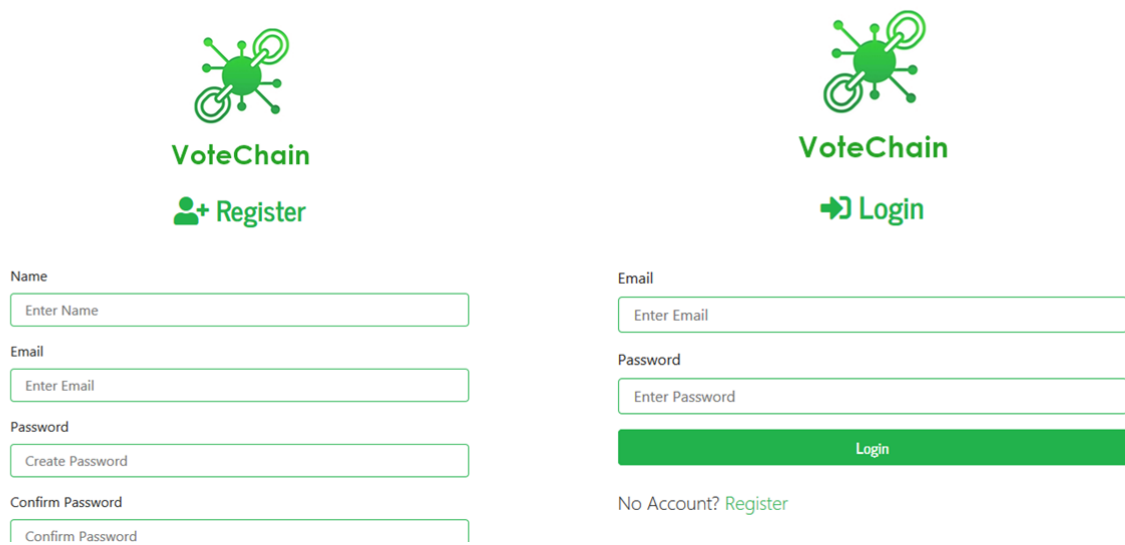 VoteChain
Register
Name
Enter Name
Email
Enter Email
Password
Create Password
Confirm Password
Confirm Password
VoteChain
Login
Email
Enter Email
Password
Enter Password
Login
No Account? Register